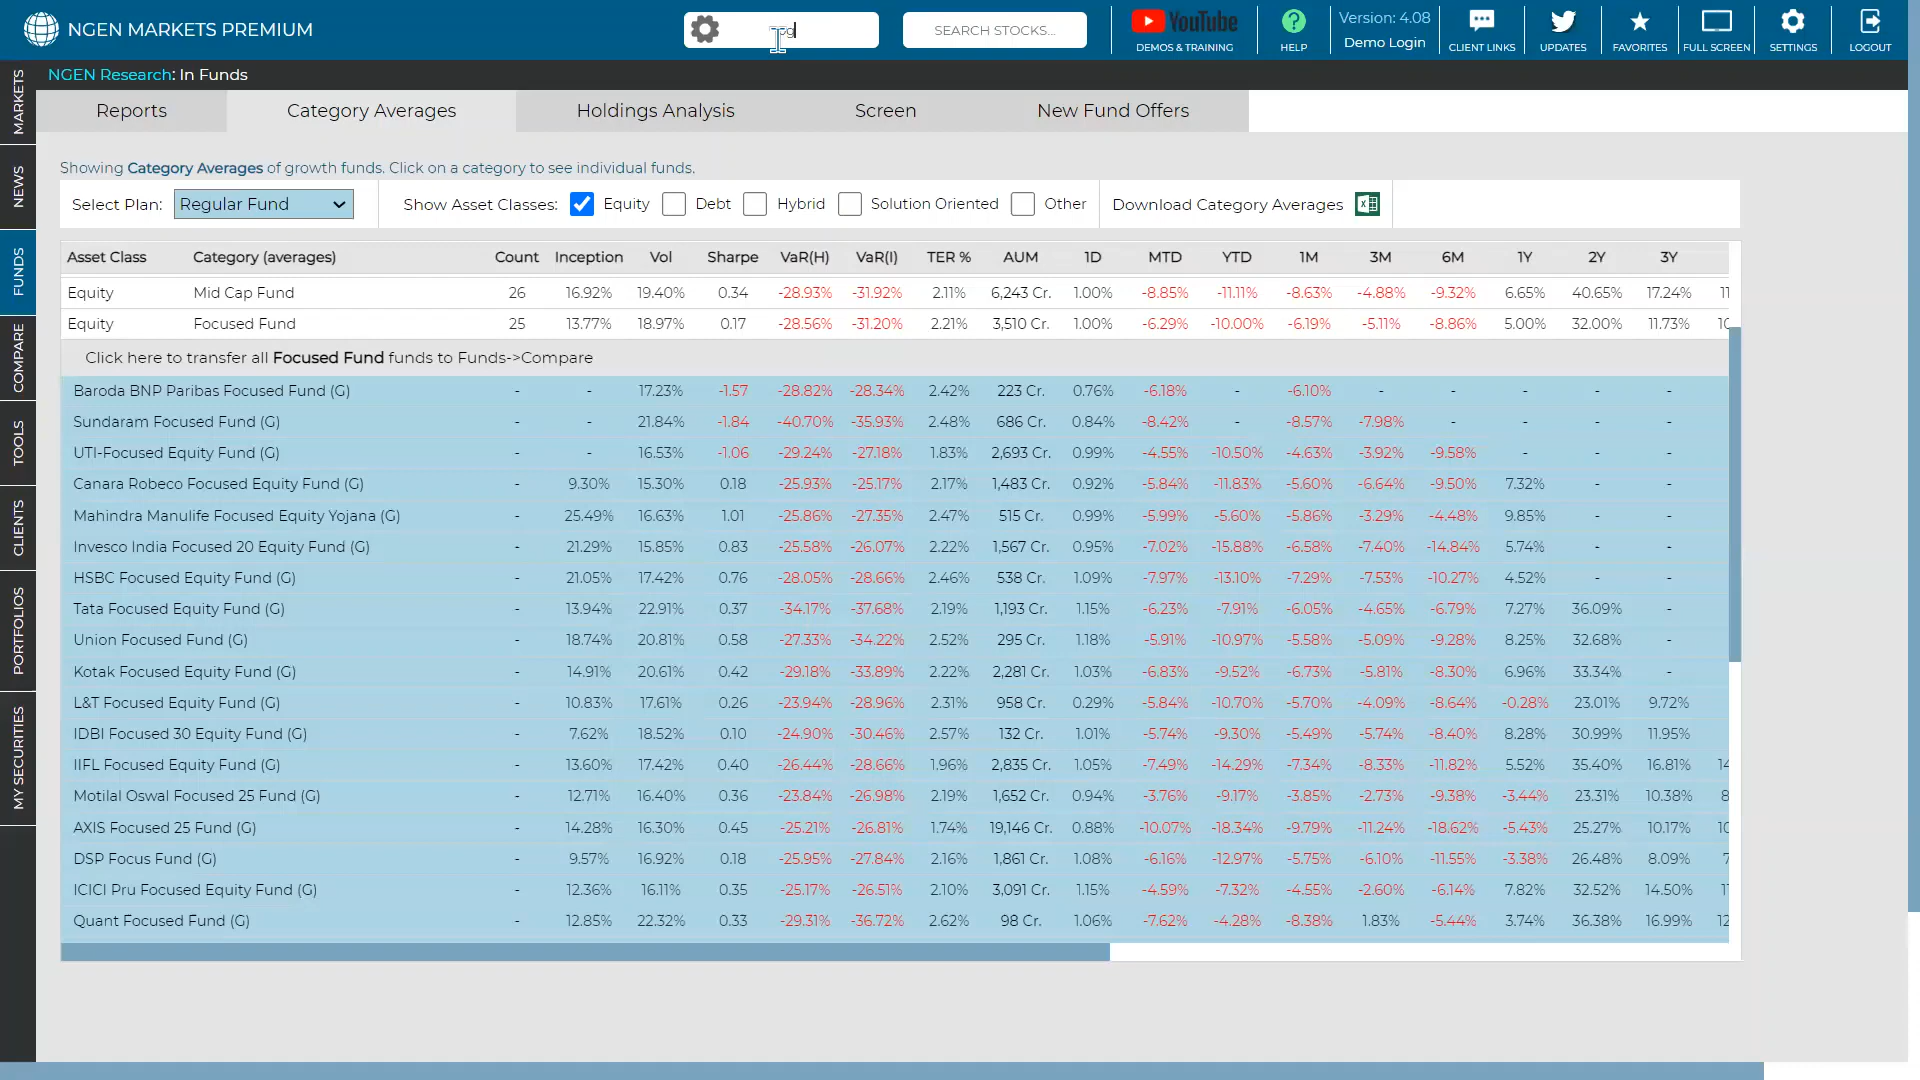 NGEN MARKETS PREMIUM
SEARCH STOCKS...
YouTube
DEMOS & TRAINING
HELP
Version: 4.08
Demo Login
CLIENT LINKS
UPDATES
FAVORITES
FULL SCREEN
SETTINGS
LOGOUT
NGEN Research: In Funds
MARKETS
NEWS
FUNDS
COMPARE
TOOLS
CLIENTS
PORTFOLIOS
MY SECURITIES
Reports Category Averages Holdings Analysis Screen New Fund Offers
Showing Category Averages of growth funds. Click on a category to see individual funds.
Select Plan: Regular Fund Show Asset Classes: Equity Debt Hybrid Solution Oriented Other Download Category Averages
Asset Class Category (averages) Count Inception Vol Sharpe VaR(H) VaR(I) TER % AUM 1D MTD YTD 1M 3M 6M 1Y 2Y 3Y
Equity Mid Cap Fund 26 16.92% 19.40% 0.34 -28.93% -31.92% 2.11% 6,243 Cr. 1.00% -8.85% -11.11% -8.63% -4.88% -9.32% 6.65% 40.65% 17.24% 11
Equity Focused Fund 25 13.77% 18.97% 0.17 -28.56% -31.20% 2.21% 3,510 Cr. 1.00% -6.29% -10.00% -6.19% -5.11% -8.86% 5.00% 32.00% 11.73% 10
Click here to transfer all Focused Fund funds to Funds->Compare
Baroda BNP Paribas Focused Fund (G) - - 17.23% -1.57 -28.82% -28.34% 2.42% 223 Cr. 0.76% -6.18% - -6.10% - - - - -
Sundaram Focused Fund (G) - - 21.84% -1.84 -40.70% -35.93% 2.48% 686 Cr. 0.84% -8.42% - -8.57% -7.98% - - - -
UTI-Focused Equity Fund (G) - - 16.53% -1.06 -29.24% -27.18% 1.83% 2,693 Cr. 0.99% -4.55% -10.50% -4.63% -3.92% -9.58% - - -
Canara Robeco Focused Equity Fund (G) - 9.30% 15.30% 0.18 -25.93% -25.17% 2.17% 1,483 Cr. 0.92% -5.84% -11.83% -5.60% -6.64% -9.50% 7.32% - -
Mahindra Manulife Focused Equity Yojana (G) - 25.49% 16.63% 1.01 -25.86% -27.35% 2.47% 515 Cr. 0.99% -5.99% -5.60% -5.86% -3.29% -4.48% 9.85% - -
Invesco India Focused 20 Equity Fund (G) - 21.29% 15.85% 0.83 -25.58% -26.07% 2.22% 1,567 Cr. 0.95% -7.02% -15.88% -6.58% -7.40% -14.84% 5.74% - -
HSBC Focused Equity Fund (G) - 21.05% 17.42% 0.76 -28.05% -28.66% 2.46% 538 Cr. 1.09% -7.97% -13.10% -7.29% -7.53% -10.27% 4.52% - -
Tata Focused Equity Fund (G) - 13.94% 22.91% 0.37 -34.17% -37.68% 2.19% 1,193 Cr. 1.15% -6.23% -7.91% -6.05% -4.65% -6.79% 7.27% 36.09% -
Union Focused Fund (G) - 18.74% 20.81% 0.58 -27.33% -34.22% 2.52% 295 Cr. 1.18% -5.91% -10.97% -5.58% -5.09% -9.28% 8.25% 32.68% -
Kotak Focused Equity Fund (G) - 14.91% 20.61% 0.42 -29.18% -33.89% 2.22% 2,281 Cr. 1.03% -6.83% -9.52% -6.73% -5.81% -8.30% 6.96% 33.34% -
L&T Focused Equity Fund (G) - 10.83% 17.61% 0.26 -23.94% -28.96% 2.31% 958 Cr. 0.29% -5.84% -10.70% -5.70% -4.09% -8.64% -0.28% 23.01% 9.72%
IDBI Focused 30 Equity Fund (G) - 7.62% 18.52% 0.10 -24.90% -30.46% 2.57% 132 Cr. 1.01% -5.74% -9.30% -5.49% -5.74% -8.40% 8.28% 30.99% 11.95%
IIFL Focused Equity Fund (G) - 13.60% 17.42% 0.40 -26.44% -28.66% 1.96% 2,835 Cr. 1.05% -7.49% -14.29% -7.34% -8.33% -11.82% 5.52% 35.40% 16.81% 14
Motilal Oswal Focused 25 Fund (G) - 12.71% 16.40% 0.36 -23.84% -26.98% 2.19% 1,652 Cr. 0.94% -3.76% -9.17% -3.85% -2.73% -9.38% -3.44% 23.31% 10.38% 8
AXIS Focused 25 Fund (G) - 14.28% 16.30% 0.45 -25.21% -26.81% 1.74% 19,146 Cr. 0.88% -10.07% -18.34% -9.79% -11.24% -18.62% -5.43% 25.27% 10.17% 10
DSP Focus Fund (G) - 9.57% 16.92% 0.18 -25.95% -27.84% 2.16% 1,861 Cr. 1.08% -6.16% -12.97% -5.75% -6.10% -11.55% -3.38% 26.48% 8.09% 7
ICICI Pru Focused Equity Fund (G) - 12.36% 16.11% 0.35 -25.17% -26.51% 2.10% 3,091 Cr. 1.15% -4.59% -7.32% -4.55% -2.60% -6.14% 7.82% 32.52% 14.50% 11
Quant Focused Fund (G) - 12.85% 22.32% 0.33 -29.31% -36.72% 2.62% 98 Cr. 1.06% -7.62% -4.28% -8.38% 1.83% -5.44% 3.74% 36.38% 16.99% 12